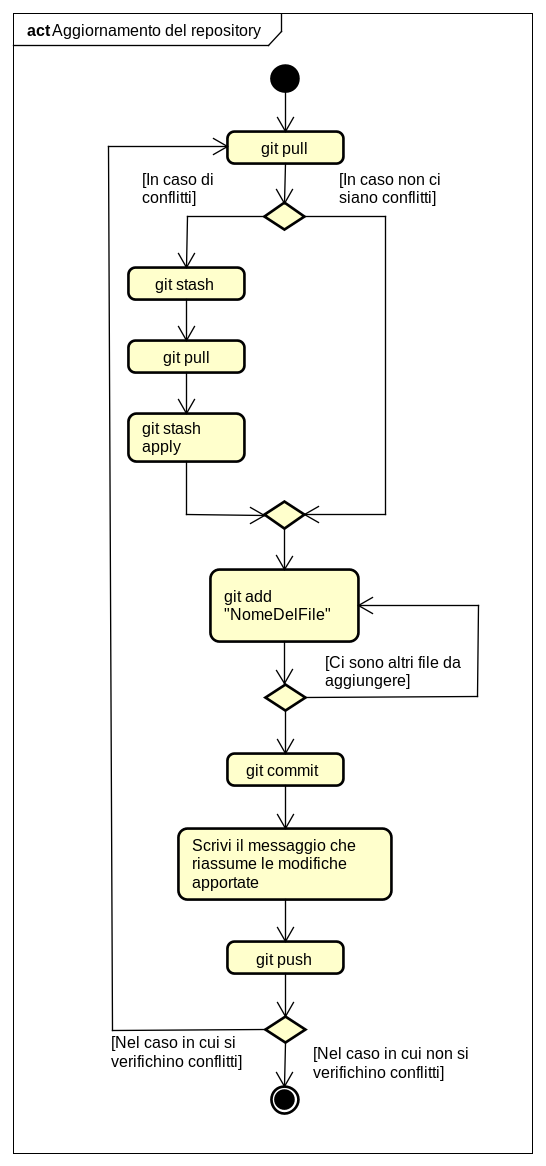 act Aggiornamento del repository
git pull
[In caso di
conflitti]
[In caso non ci
siano conflitti]
git stash
git pull
git stash
apply
git add
"NomeDelFile"
[Ci sono altri file da
aggiungere]
git commit
Scrivi il messaggio che
riassume le modifiche
apportate
git push
[Nel caso in cui si
verifichino conflitti]
[Nel caso in cui non si
verifichino conflitti]